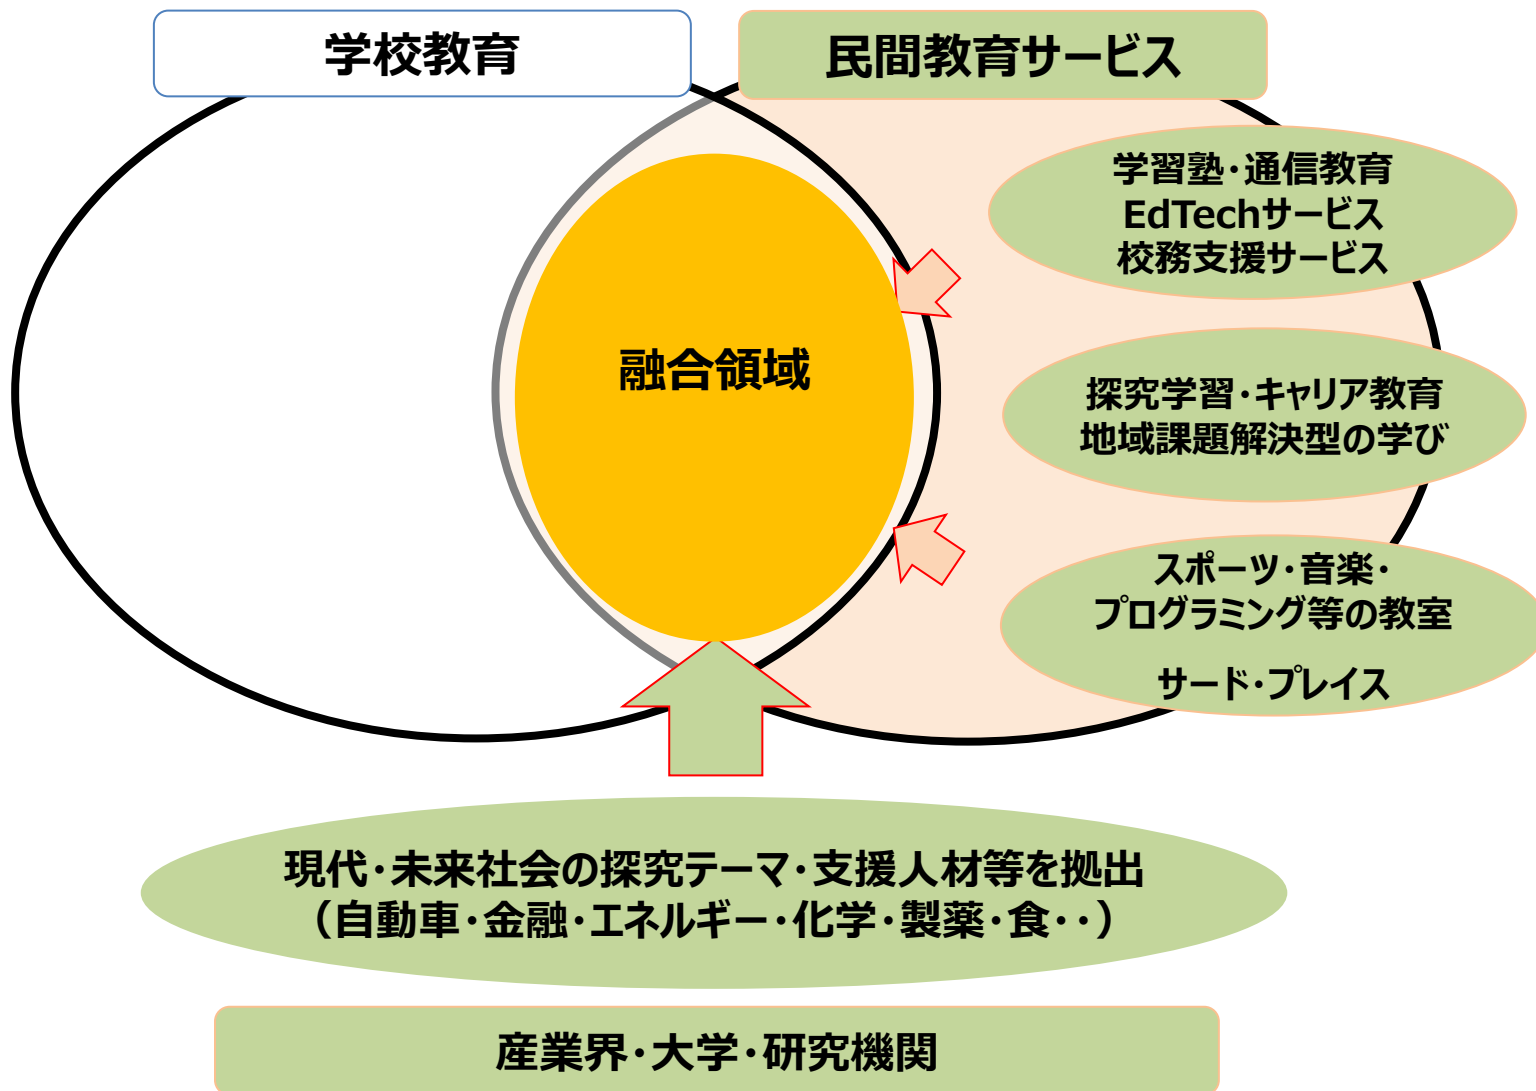 学校教育
民間教育サービス
学習塾・通信教育
EdTechサービス
校務支援サービス
融合領域
探究学習・キャリア教育
地域課題解決型の学び
スポーツ・音楽・
プログラミング等の教室
サード・プレイス
現代・未来社会の探究テーマ・支援人材等を拠出
（自動車・金融・エネルギー・化学・製薬・食・・）
産業界・大学・研究機関